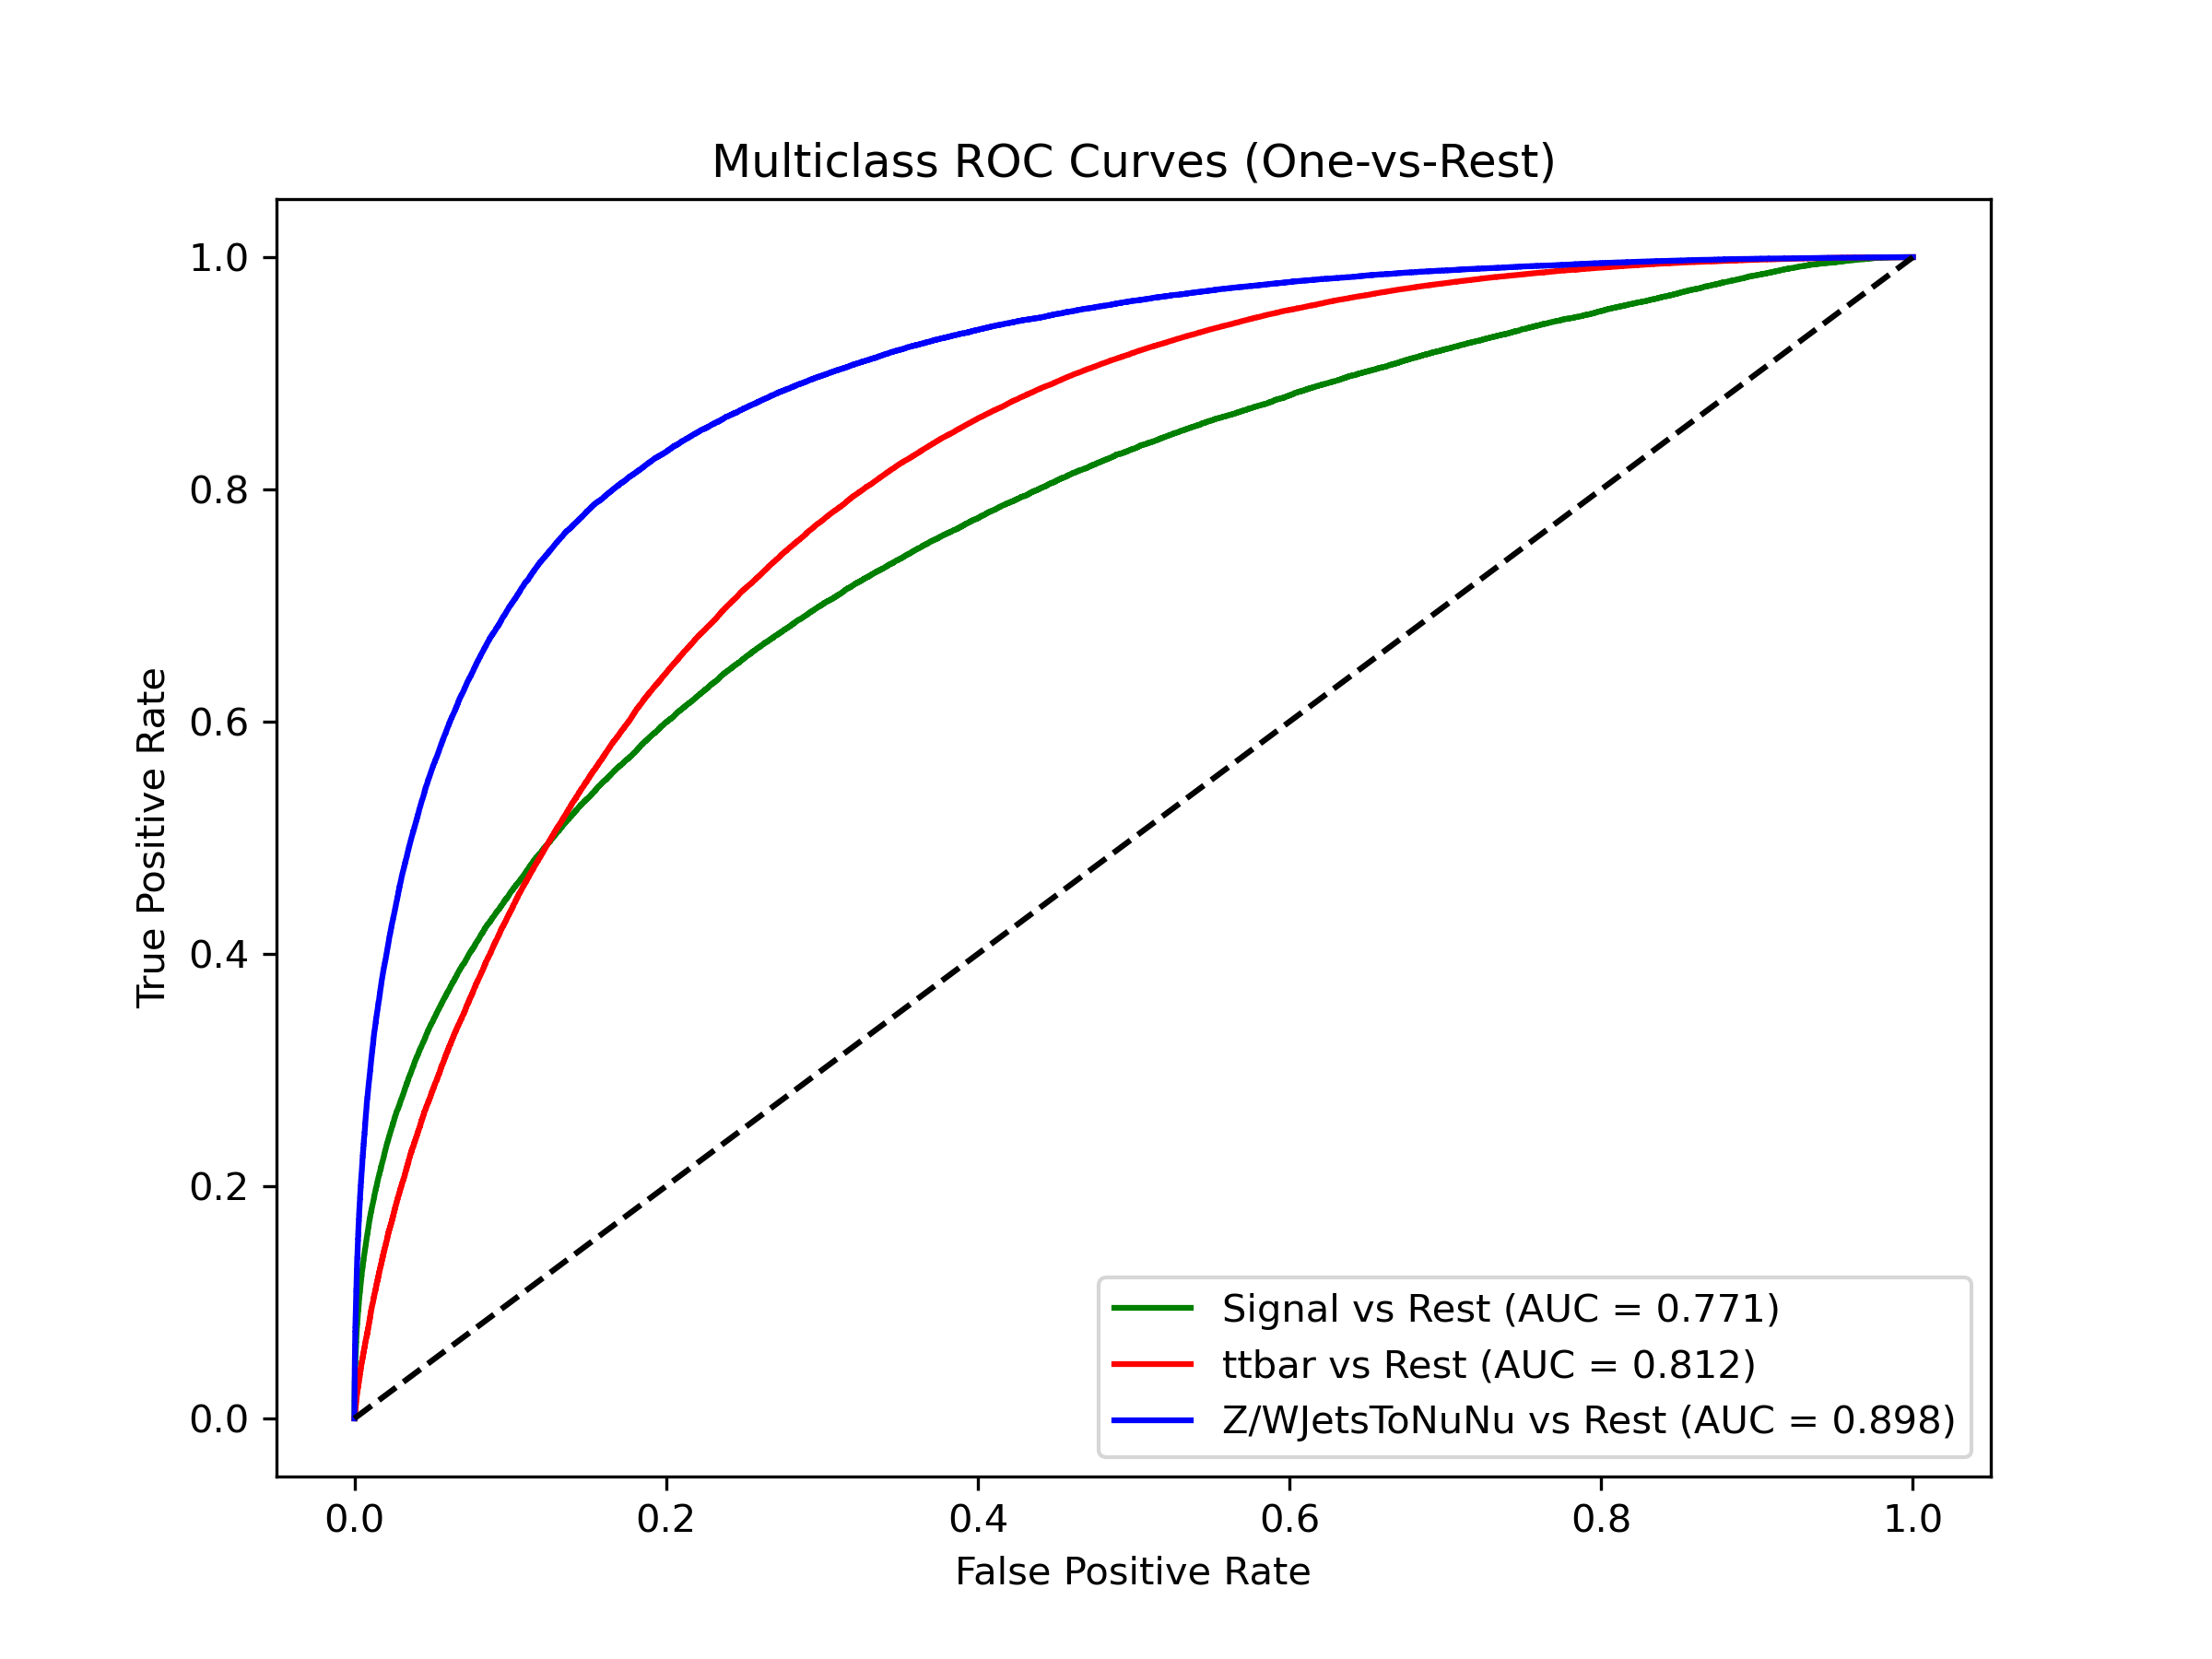 Multiclass ROC Curves (One-vs-Rest)
True Positive Rate
1.0
0.8
0.6
0.4
0.2
0.0
Signal vs Rest (AUC = 0.771)
ttbar vs Rest (AUC = 0.812)
Z/WJetsToNuNu vs Rest (AUC = 0.898)
0.0 0.2 0.4 0.6 0.8 1.0
False Positive Rate